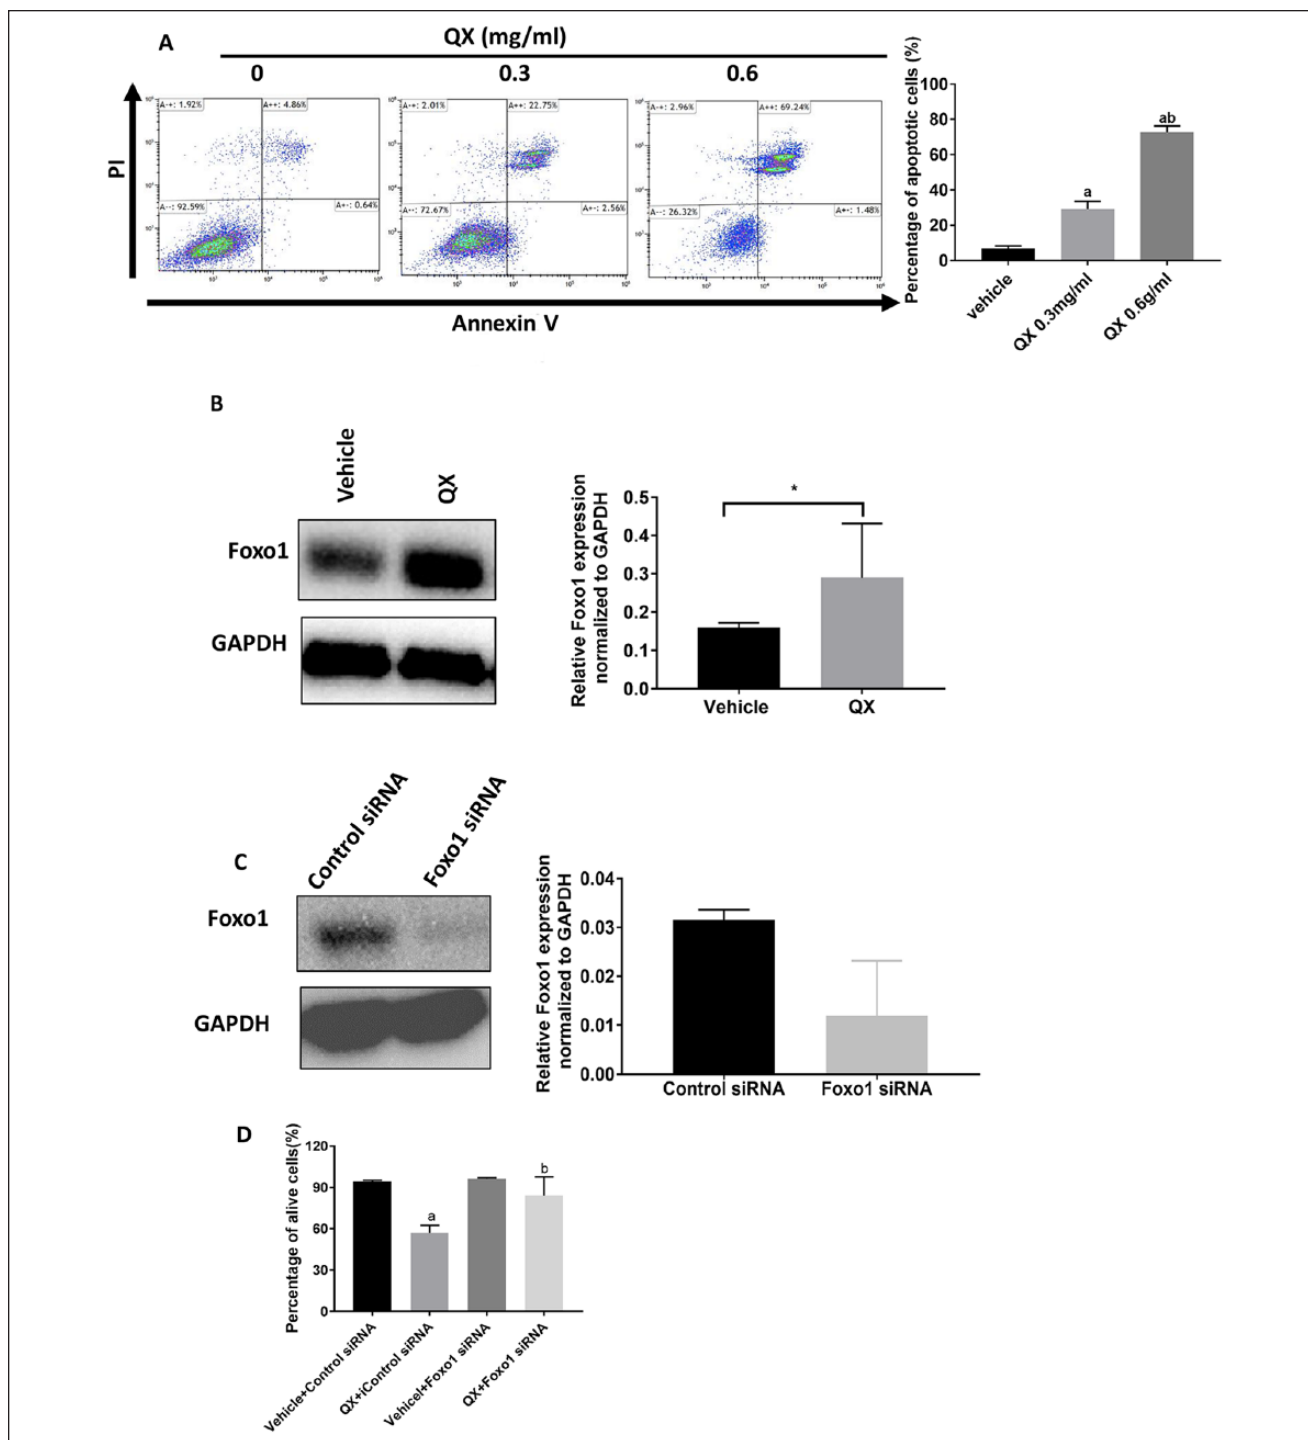 A
QX (mg/ml)
0 0.3 0.6
A-+: 1.92% A++: 4.86%
A--: 92.59% A+-: 0.64%
A-+: 2.01% A++: 22.75%
A--: 72.67% A+-: 2.56%
A-+: 2.96% A++: 69.24%
A--: 26.32% A+-: 1.48%
PI
Annexin V
Percentage of apoptotic cells (%)
100
80
60
40
20
0
a
ab
vehicle
QX 0.3mg/ml
QX 0.6g/ml
B
Vehicle
QX
Foxo1
GAPDH
Relative Foxo1 expression
normalized to GAPDH
0.5
0.4
0.3
0.2
0.1
0.0
*
Vehicle QX
C
Control siRNA
Foxo1 siRNA
Foxo1
GAPDH
Relative Foxo1 expression
normalized to GAPDH
0.04
0.03
0.02
0.01
0.00
Control siRNA Foxo1 siRNA
D
Percentage of alive cells(%)
120
90
60
30
0
a
b
Vehicle+Control siRNA
QX+iControl siRNA
Vehicel+Foxo1 siRNA
QX+Foxo1 siRNA